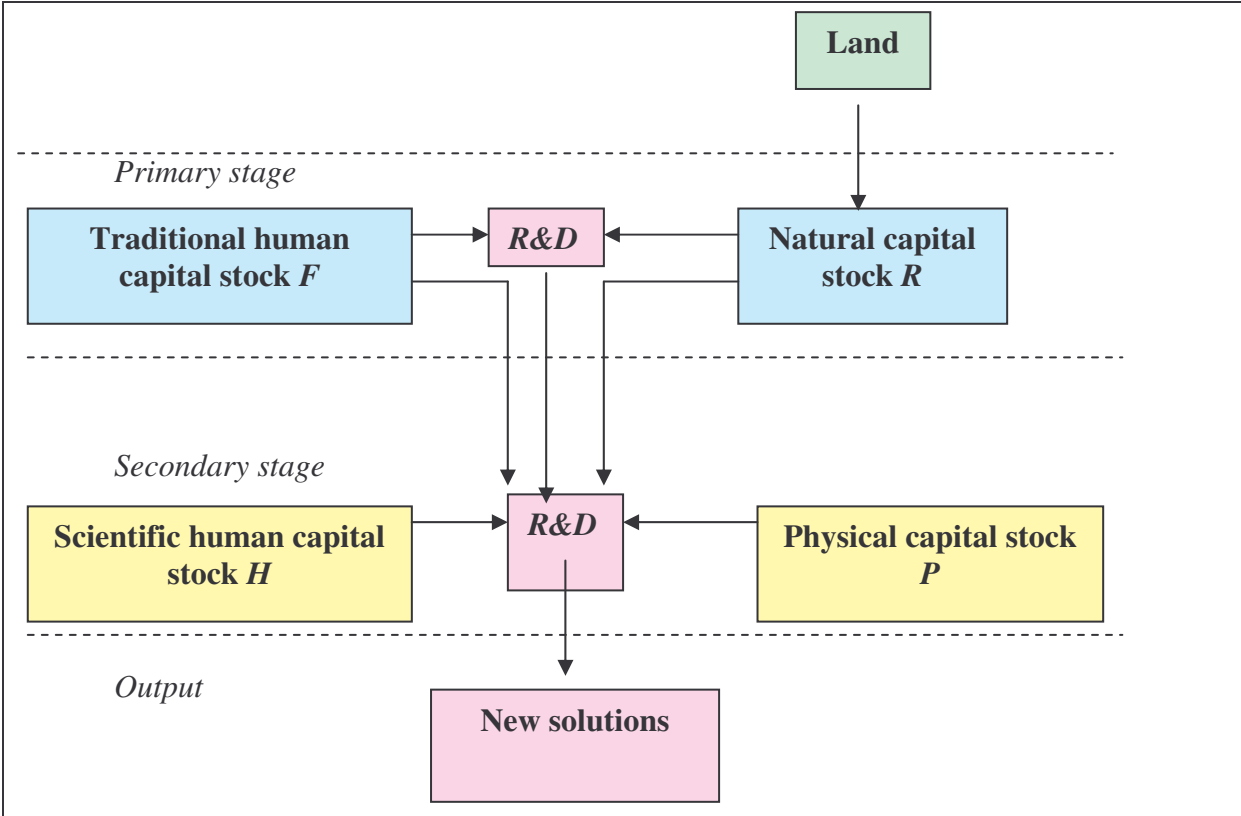 Land
Primary stage
Traditional human
capital stock F
R&D
Natural capital
stock R
Secondary stage
Scientific human capital
stock H
R&D
Physical capital stock
P
Output
New solutions